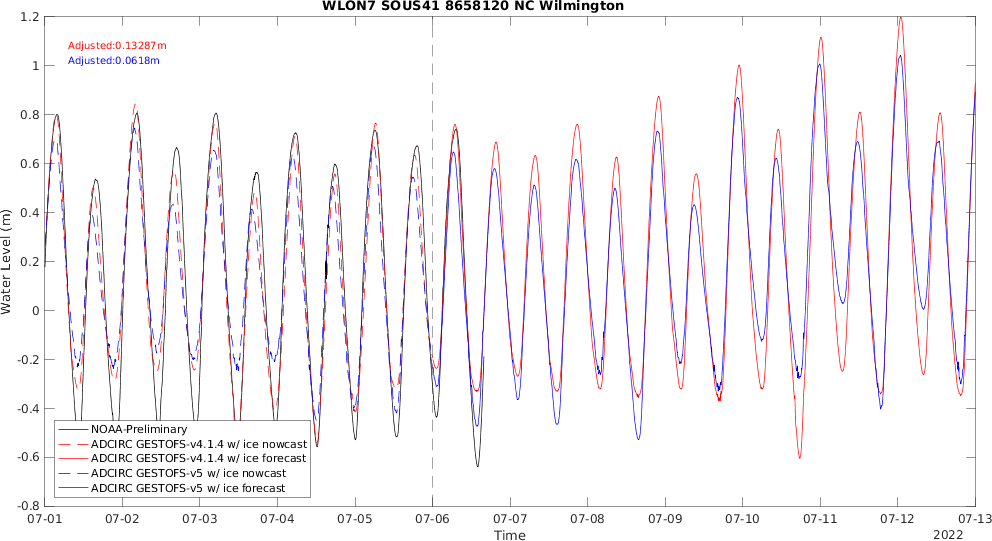 WLON7 SOUS41 8658120 NC Wilmington
Adjusted:0.13287m
Adjusted:0.0618m
1.2
1
0.8
0.6
0.4
0.2
0
-0.2
-0.4
-0.6
-0.8
Water Level (m)
NOAA-Preliminary
ADCIRC GESTOFS-v4.1.4 w/ ice nowcast
ADCIRC GESTOFS-v4.1.4 w/ ice forecast
ADCIRC GESTOFS-v5 w/ ice nowcast
ADCIRC GESTOFS-v5 w/ ice forecast
07-01 07-02 07-03 07-04 07-05 07-06 07-07 07-08 07-09 07-10 07-11 07-12 07-13
Time
2022